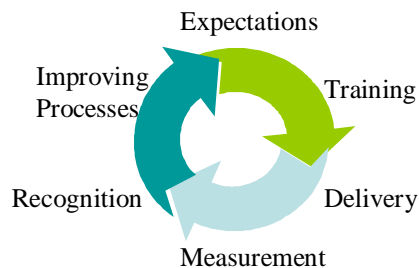 Expectations
Improving
Processes
Training
Recognition
Delivery
Measurement